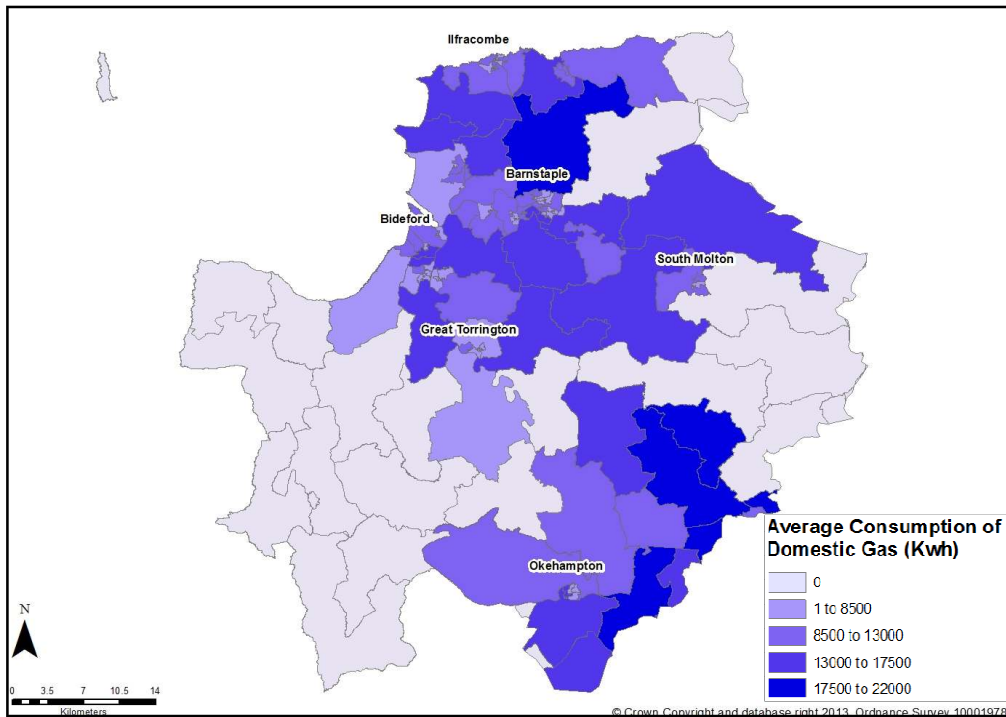 Ilfracombe
Barnstaple
Bideford
South Molton
Great Torrington
Okehampton
Average Consumption of
Domestic Gas (Kwh)
0
1 to 8500
8500 to 13000
13000 to 17500
17500 to 22000
N
0 3.5 7 10.5 14
Kilometers
© Crown Copyright and database right 2013. Ordnance Survey 10001978